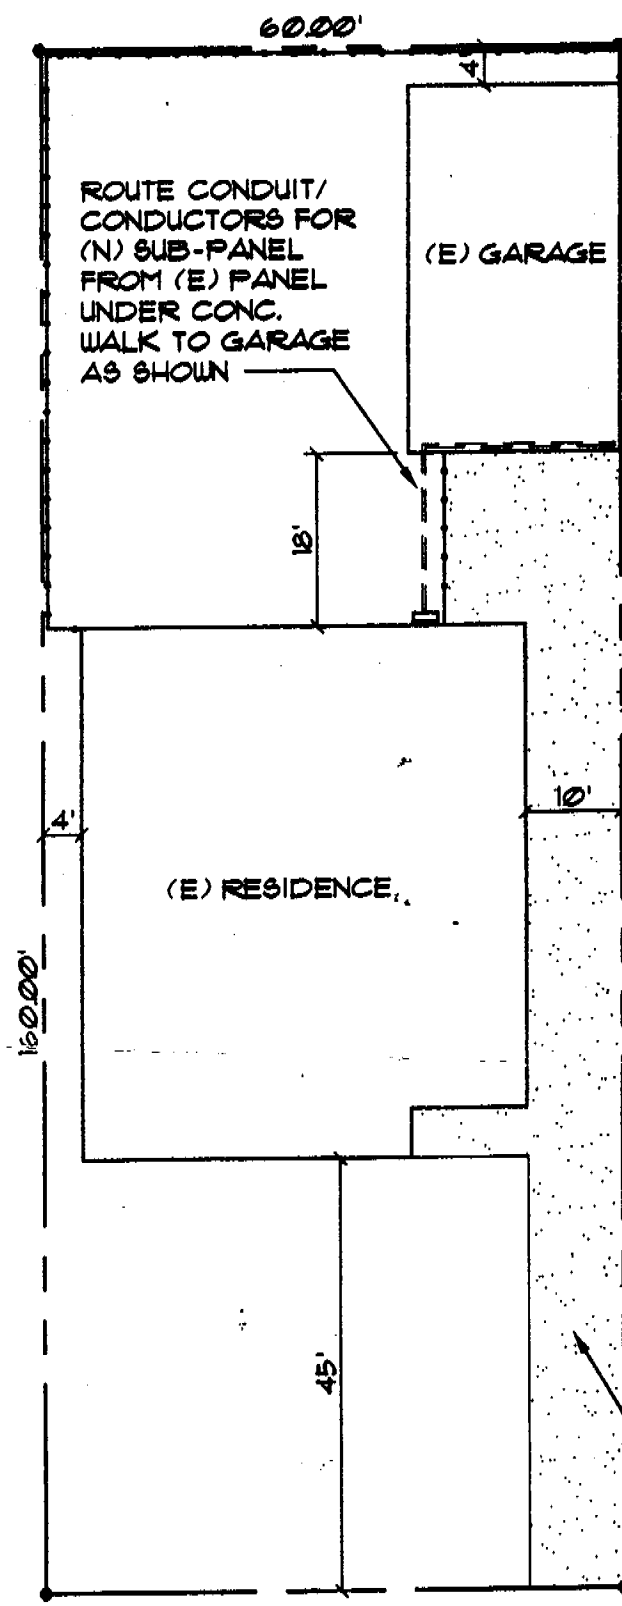 60.00'
4'
ROUTE CONDUIT/
CONDUCTORS FOR
(N) SUB-PANEL
FROM (E) PANEL
UNDER CONC.
WALK TO GARAGE
AS SHOWN
(E) GARAGE
18'
4'
10'
(E) RESIDENCE
160.00'
45'